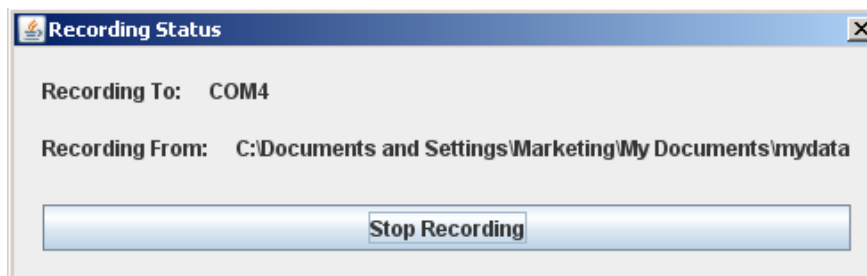 Recording Status
Recording To: COM4
Recording From: C:\Documents and Settings\Marketing\My Documents\mydata
Stop Recording